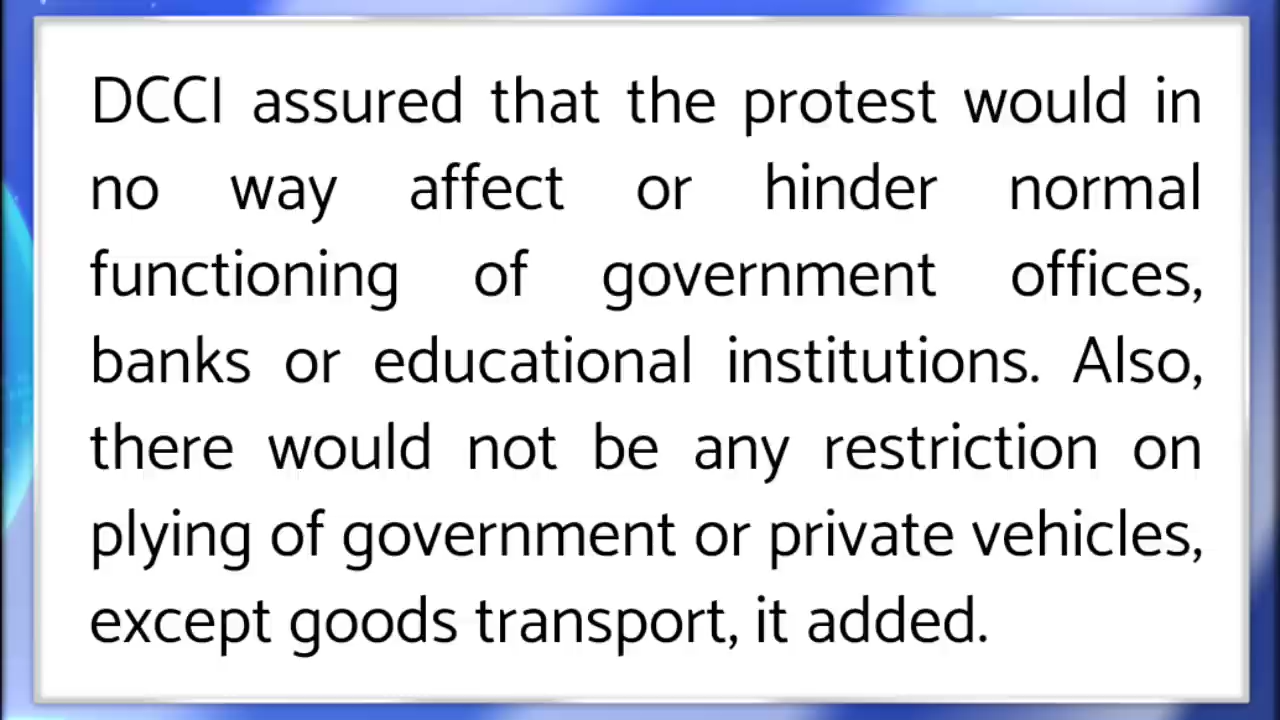 DCCI assured that the protest would in
no way affect or hinder normal
functioning of government offices,
banks or educational institutions. Also,
there would not be any restriction on
plying of government or private vehicles,
except goods transport, it added.